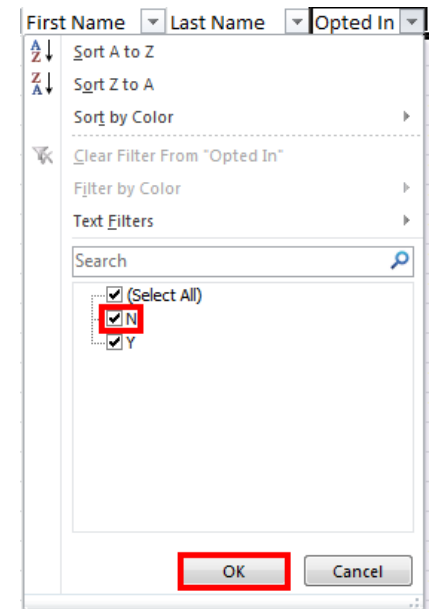 First Name Last Name Opted In
Sort A to Z
Sort Z to A
Sort by Color
Clear Filter From "Opted In"
Filter by Color
Text Filters
Search
(Select All)
N
Y
OK Cancel